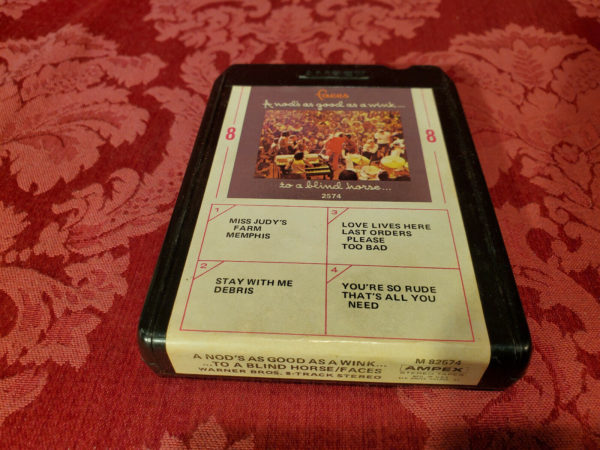 faces
A nod's as good as a wink...
8
8
to a blind horse...
2574
1
MISS JUDY'S
FARM
MEMPHIS
3
LOVE LIVES HERE
LAST ORDERS
PLEASE
TOO BAD
2
STAY WITH ME
DEBRIS
4
YOU'RE SO RUDE
THAT'S ALL YOU
NEED
A NOD'S AS GOOD AS A WINK...
...TO A BLIND HORSE/FACES
WARNER BROS. 8-TRACK STEREO
M 82574
AMPEX
STEREO TAPES